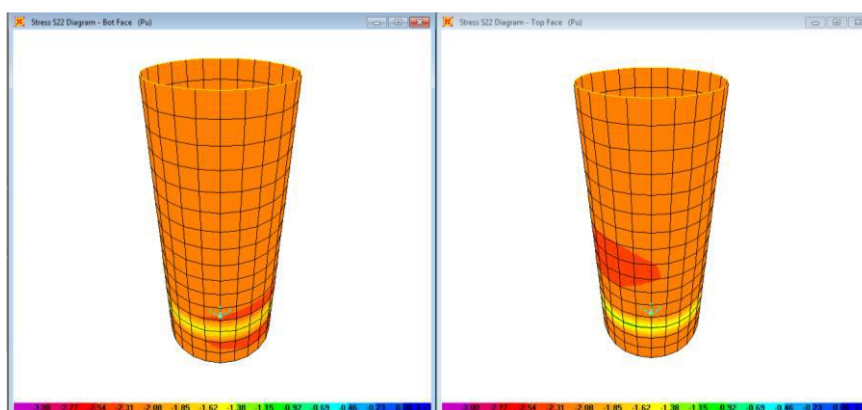 Stress S22 Diagram - Bot Face (Pu)
Stress S22 Diagram - Top Face (Pu)
-3.00 -2.77 -2.54 -2.31 -2.08 -1.85 -1.62 -1.38 -1.15 -0.92 -0.69 -0.46 -0.23
-3.00 -2.77 -2.54 -2.31 -2.08 -1.85 -1.62 -1.38 -1.15 -0.92 -0.69 -0.46 -0.23